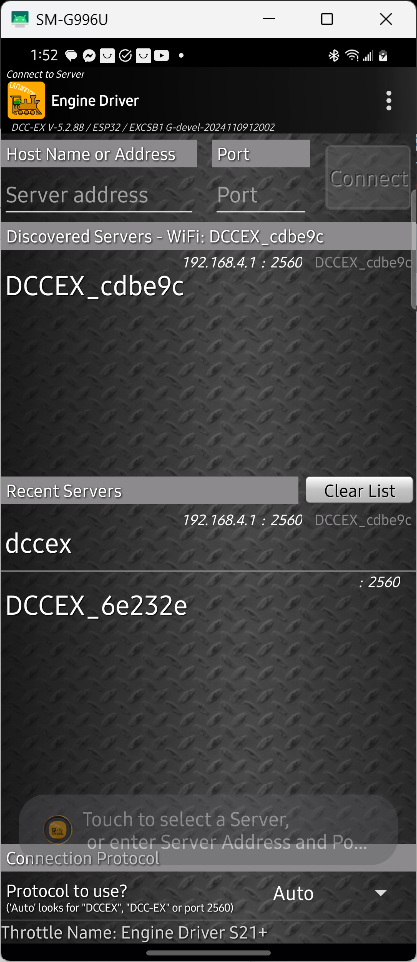 SM-G996U
1:52
Connect to Server
Engine Driver
DCC-EX V-5.2.88 / ESP32 / EXCSB1 G-devel-202411091​2002
Host Name or Address Port
Connect
Server address Port
Discovered Servers - WiFi: DCCEX_cdbe9c
192.168.4.1 : 2560 DCCEX_cdbe9c
DCCEX_cdbe9c
Recent Servers Clear List
192.168.4.1 : 2560 DCCEX_cdbe9c
dccex
: 2560
DCCEX_6e232e
Touch to select a Server,
or enter Server Address and Po...
Connection Protocol
Protocol to use?
('Auto' looks for "DCCEX", "DCC-EX" or port 2560)
Auto
Throttle Name: Engine Driver S21+